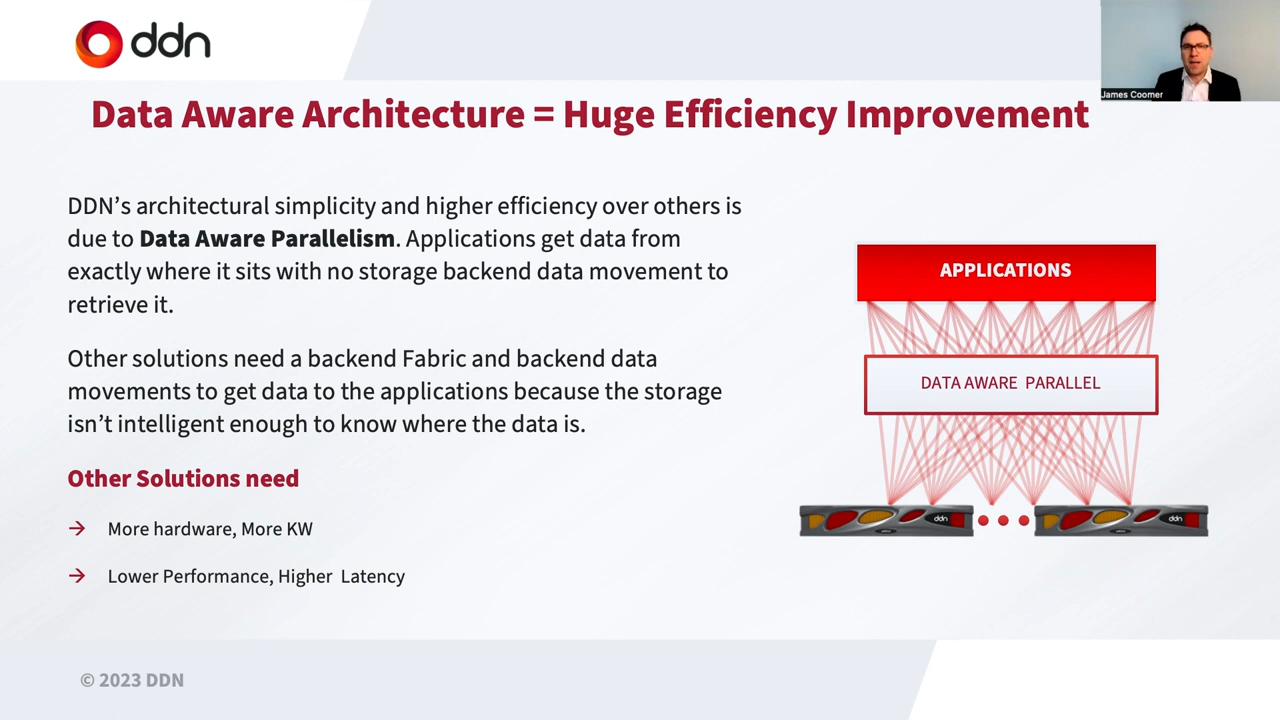 ddn
James Coomer
Data Aware Architecture = Huge Efficiency Improvement
DDN’s architectural simplicity and higher efficiency over others is
due to Data Aware Parallelism. Applications get data from
exactly where it sits with no storage backend data movement to
retrieve it.
Other solutions need a backend Fabric and backend data
movements to get data to the applications because the storage
isn’t intelligent enough to know where the data is.
Other Solutions need
→ More hardware, More KW
→ Lower Performance, Higher Latency
APPLICATIONS
DATA AWARE PARALLEL
ddn
ddn
© 2023 DDN